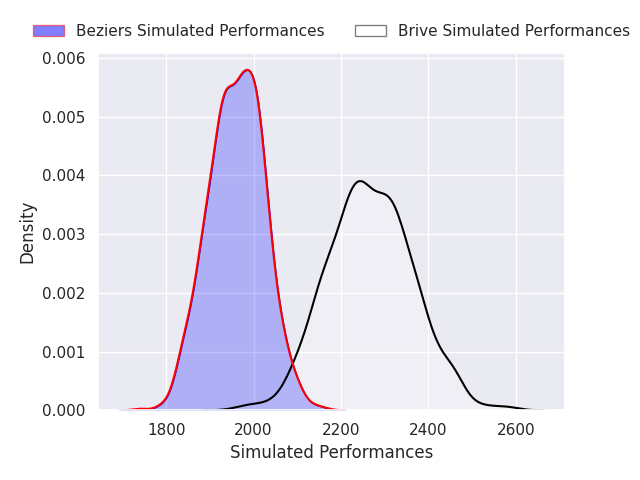 Beziers Simulated Performances Brive Simulated Performances
0.006
0.005
0.004
0.003
0.002
0.001
0.000
Density
1800 2000 2200 2400 2600
Simulated Performances